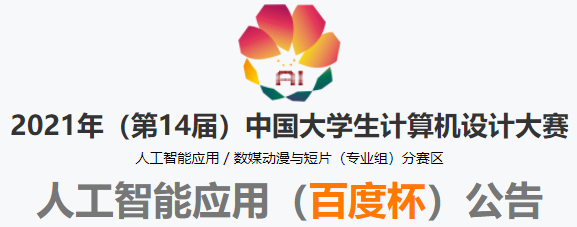 AI
2021年（第14届）中国大学生计算机设计大赛
人工智能应用 / 数媒动漫与短片（专业组）分赛区
人工智能应用（百度杯）公告